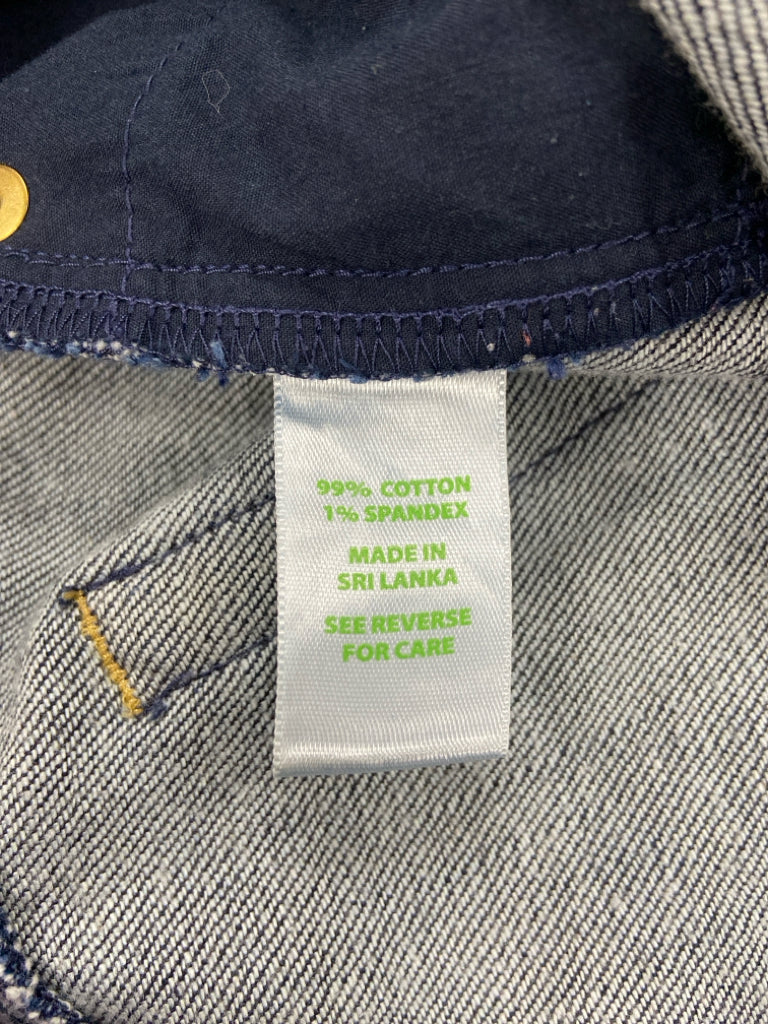 99% COTTON
1% SPANDEX
MADE IN
SRI LANKA
SEE REVERSE
FOR CARE